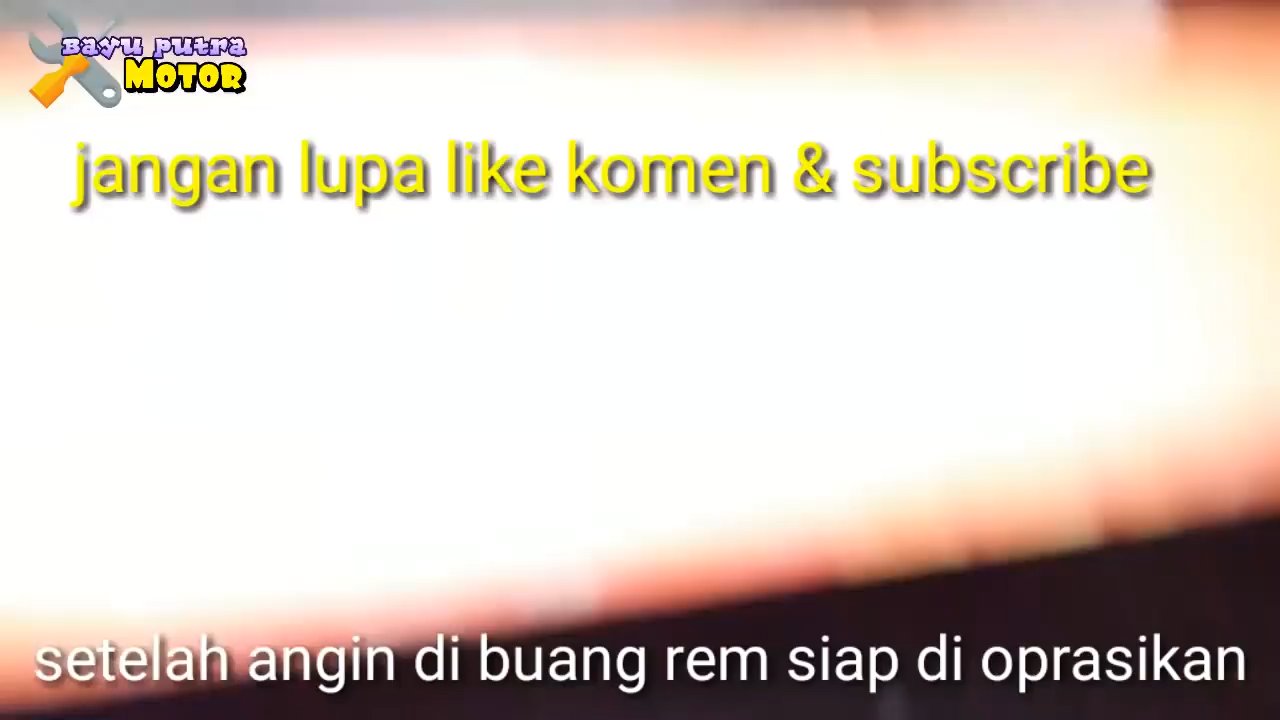 Bayu Putra
Motor
jangan lupa like komen & subscribe
setelah angin di buang rem siap di oprasikan